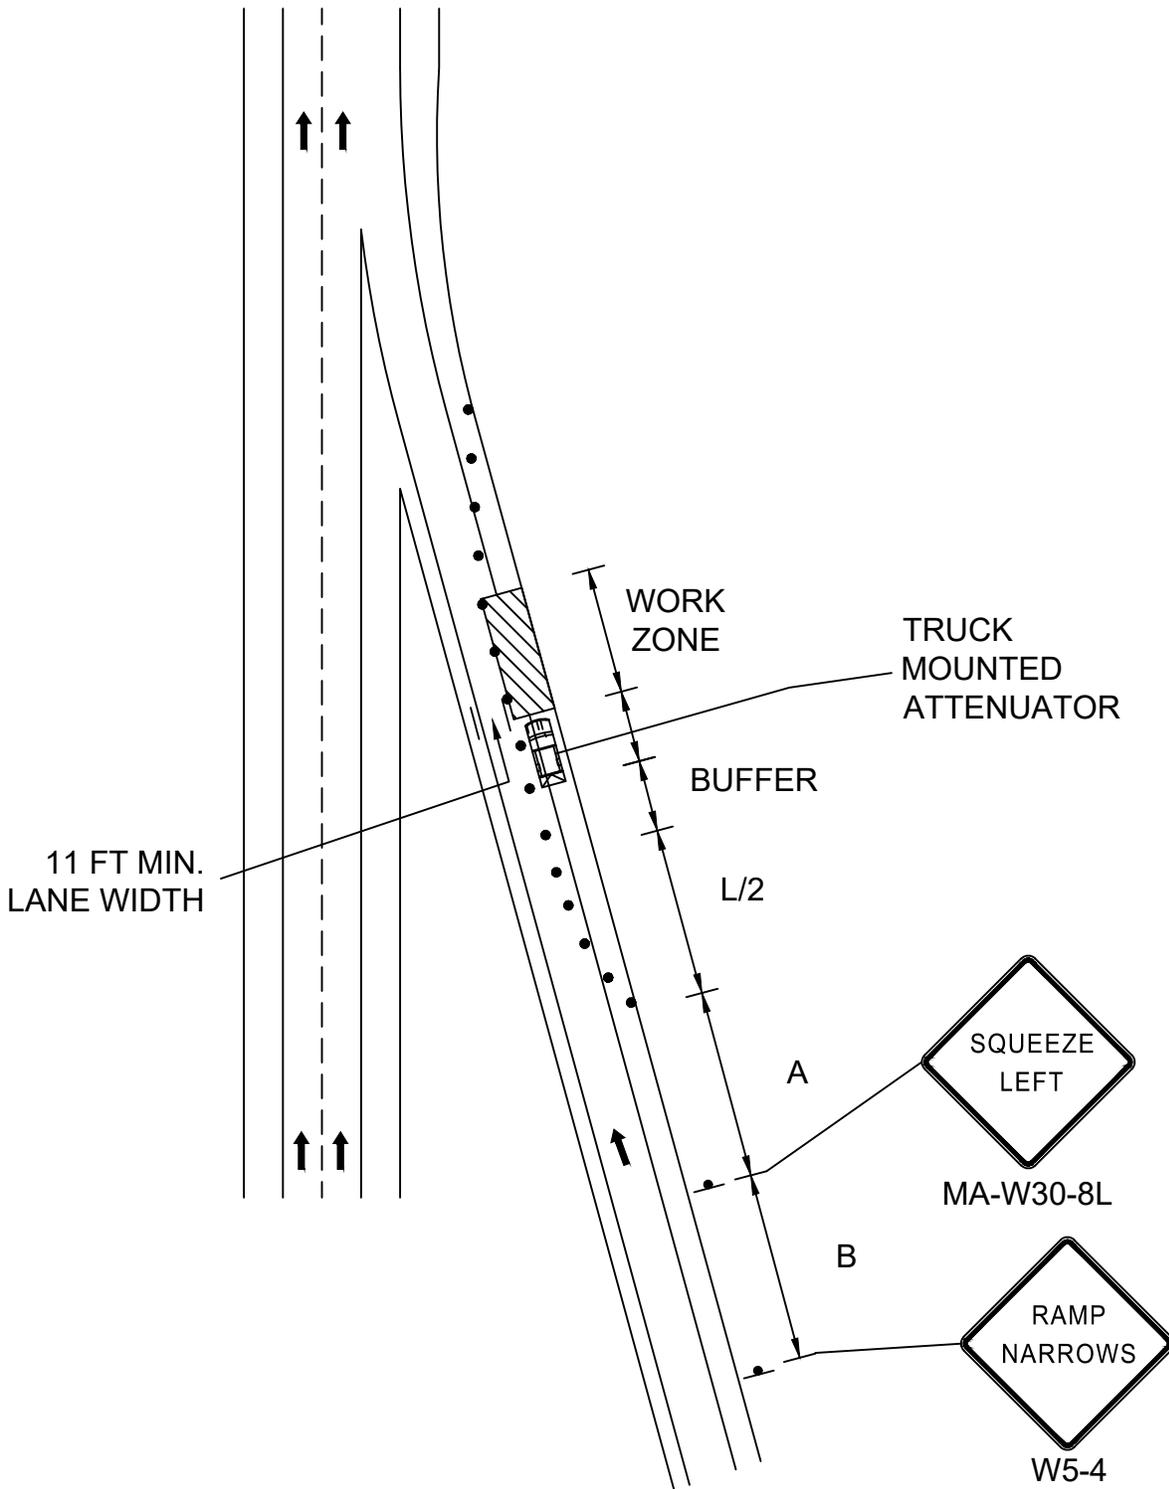 WORK
ZONE
TRUCK
MOUNTED
ATTENUATOR
BUFFER
11 FT MIN.
LANE WIDTH
L/2
SQUEEZE
LEFT
A
MA-W30-8L
B
RAMP
NARROWS
W5-4